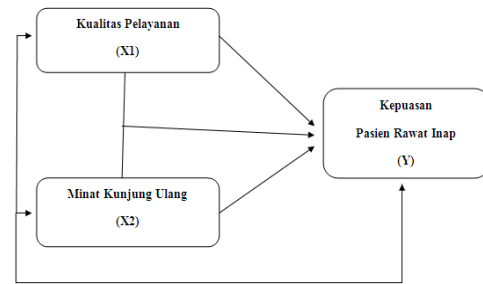 Kualitas Pelayanan
(X1)
Kepuasan
Pasien Rawat Inap
(Y)
Minat Kunjung Ulang
(X2)